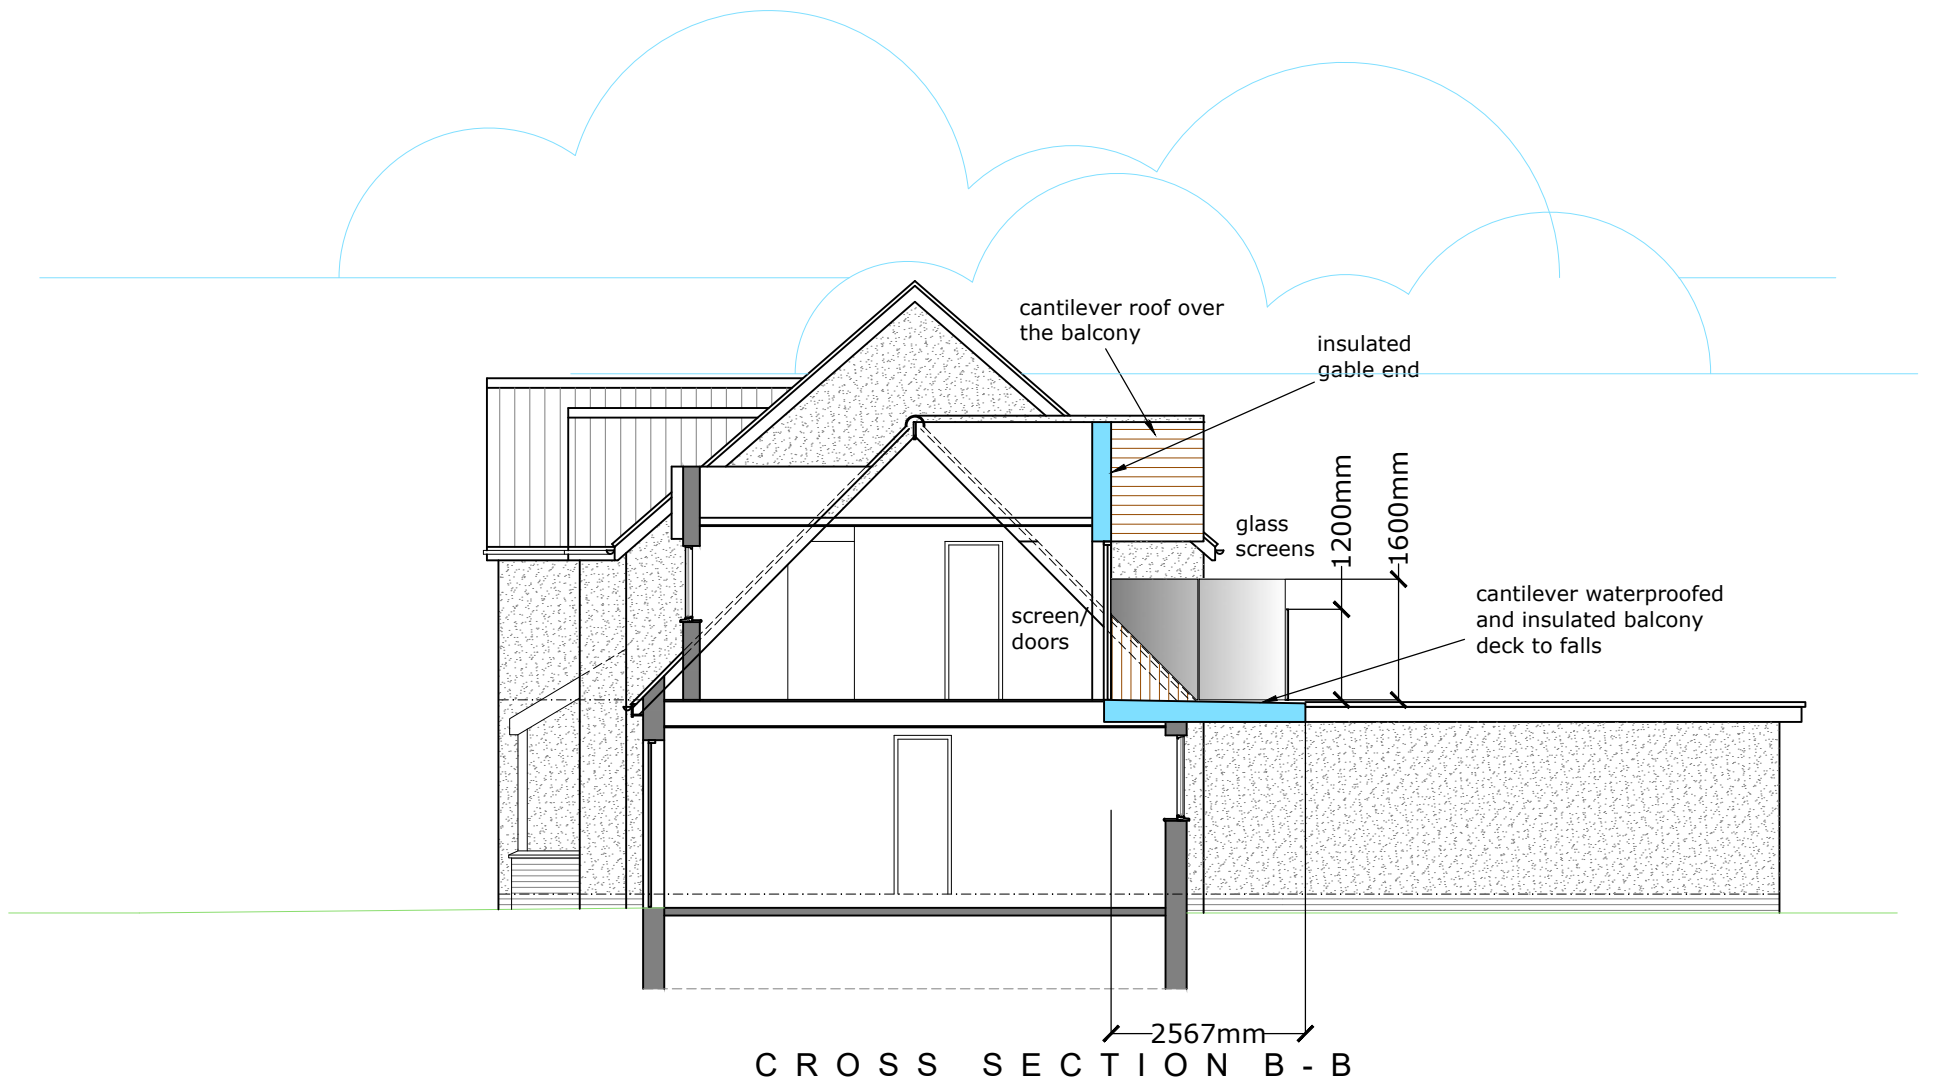 cantilever roof over
the balcony
insulated
gable end
glass
screens
1200mm
1600mm
cantilever waterproofed
and insulated balcony
deck to falls
screen/
doors
2567mm
CROSS SECTION B-B